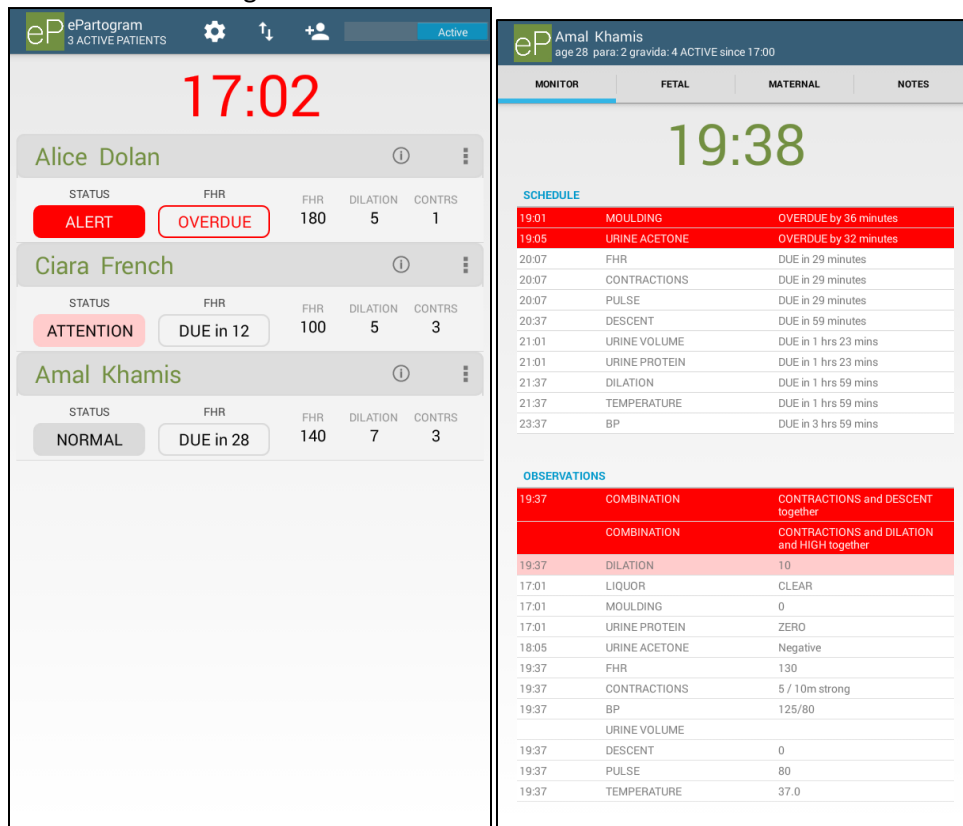 eP ePartogram
3 ACTIVE PATIENTS
Active
17:02
Alice Dolan
STATUS FHR FHR DILATION CONTRS
ALERT OVERDUE 180 5 1
Ciara French
STATUS FHR FHR DILATION CONTRS
ATTENTION DUE in 12 100 5 3
Amal Khamis
STATUS FHR FHR DILATION CONTRS
NORMAL DUE in 28 140 7 3
eP Amal Khamis
age 28 para: 2 gravida: 4 ACTIVE since 17:00
MONITOR FETAL MATERNAL NOTES
19:38
SCHEDULE
19:01 MOULDING OVERDUE by 36 minutes
19:05 URINE ACETONE OVERDUE by 32 minutes
20:07 FHR DUE in 29 minutes
20:07 CONTRACTIONS DUE in 29 minutes
20:07 PULSE DUE in 29 minutes
20:37 DESCENT DUE in 59 minutes
21:01 URINE VOLUME DUE in 1 hrs 23 mins
21:01 URINE PROTEIN DUE in 1 hrs 23 mins
21:37 DILATION DUE in 1 hrs 59 mins
21:37 TEMPERATURE DUE in 1 hrs 59 mins
23:37 BP DUE in 3 hrs 59 mins
OBSERVATIONS
19:37 COMBINATION CONTRACTIONS and DESCENT
together
COMBINATION CONTRACTIONS and DILATION
and HIGH together
19:37 DILATION 10
17:01 LIQUOR CLEAR
17:01 MOULDING 0
17:01 URINE PROTEIN ZERO
18:05 URINE ACETONE Negative
19:37 FHR 130
19:37 CONTRACTIONS 5 / 10m strong
19:37 BP 125/80
URINE VOLUME
19:37 DESCENT 0
19:37 PULSE 80
19:37 TEMPERATURE 37.0